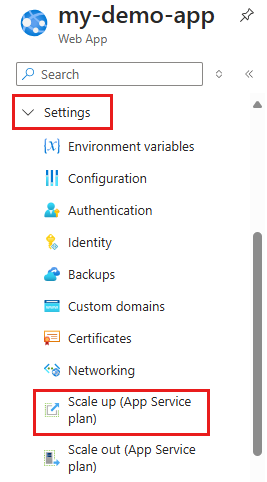 my-demo-app
Web App
Search
Settings
Environment variables
Configuration
Authentication
Identity
Backups
Custom domains
Certificates
Networking
Scale up (App Service
plan)
Scale out (App Service
plan)